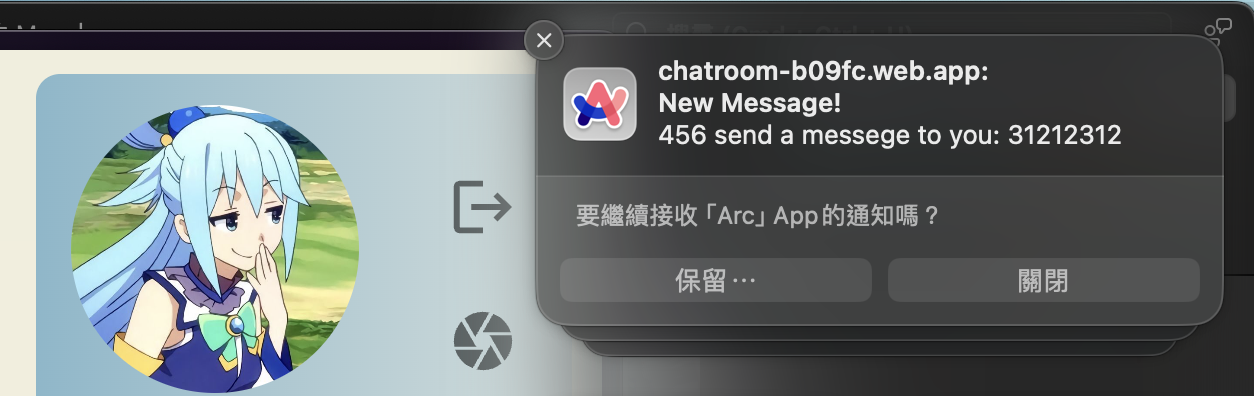 chatroom-b09fc.web.app:
New Message!
456 send a messege to you: 31212312
要繼續接收「Arc」App的通知嗎？
保留⋯
關閉